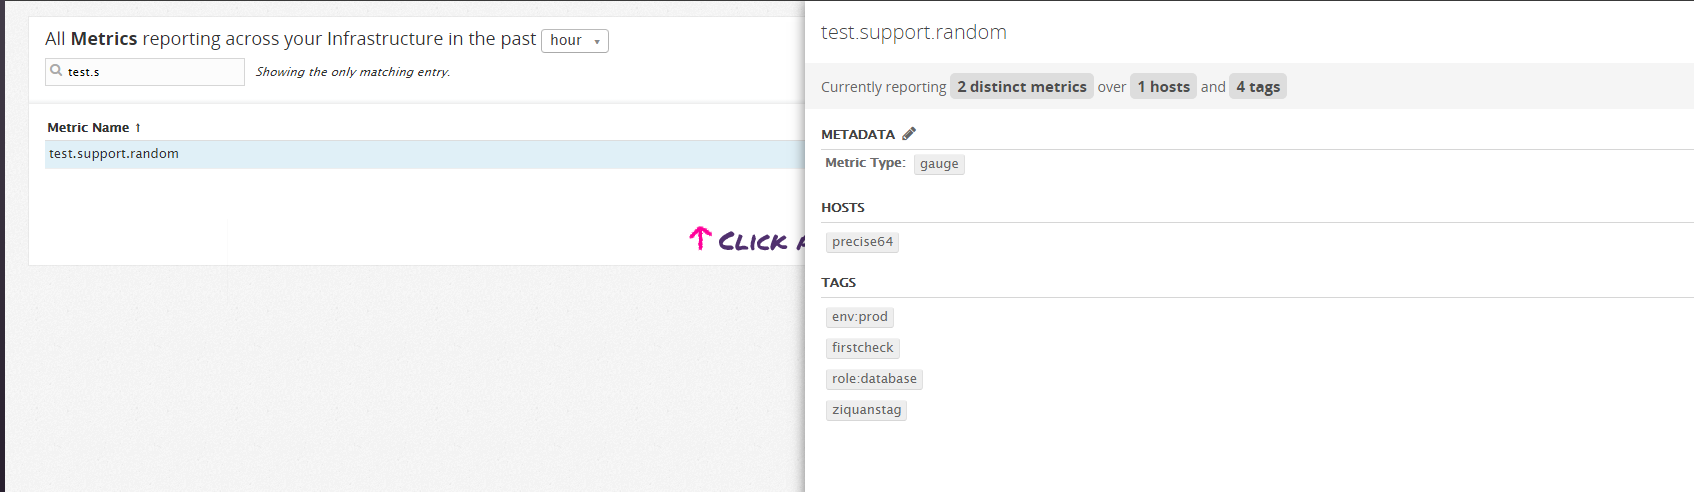 All Metrics reporting across your Infrastructure in the past hour
test.s
Showing the only matching entry.
Metric Name ↑
test.support.random
CLICK
test.support.random
Currently reporting 2 distinct metrics over 1 hosts and 4 tags
METADATA
Metric Type: gauge
HOSTS
precise64
TAGS
env:prod
firstcheck
role:database
ziquanstag